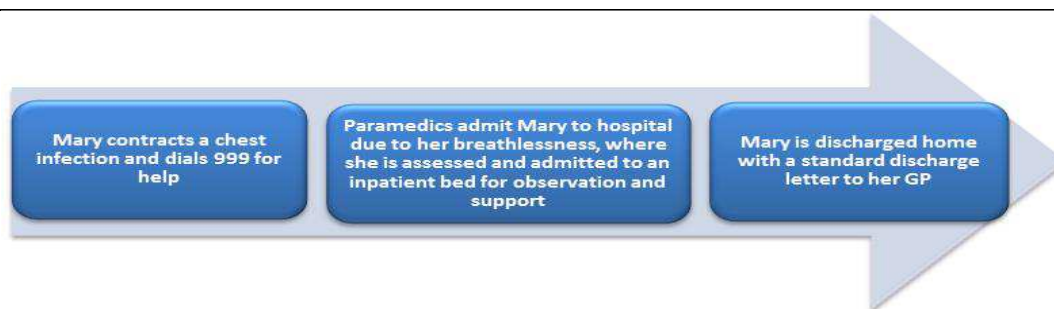 Mary contracts a chest
infection and dials 999 for
help
Paramedics admit Mary to hospital
due to her breathlessness, where
she is assessed and admitted to an
inpatient bed for observation and
support
Mary is discharged home
with a standard discharge
letter to her GP